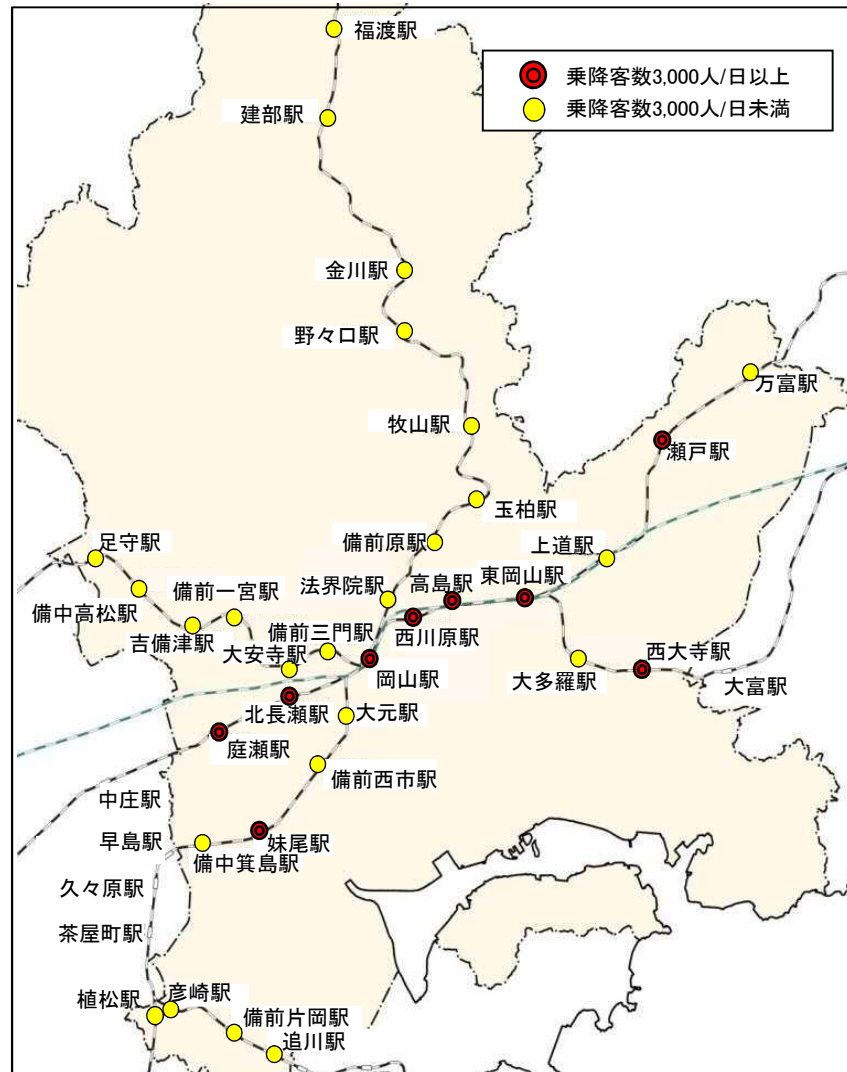 福渡駅
乗降客数3,000人/日以上
乗降客数3,000人/日未満
建部駅
金川駅
野々口駅
万富駅
牧山駅
瀬戸駅
玉柏駅
備前原駅
上道駅
足守駅
高島駅
東岡山駅
備前一宮駅
法界院駅
備中高松駅
吉備津駅
備前三門駅
西川原駅
大安寺駅
岡山駅
西大寺駅
大多羅駅
大富駅
北長瀬駅
大元駅
庭瀬駅
備前西市駅
中庄駅
早島駅
妹尾駅
備中箕島駅
久々原駅
茶屋町駅
植松駅
彦崎駅
備前片岡駅
迫川駅